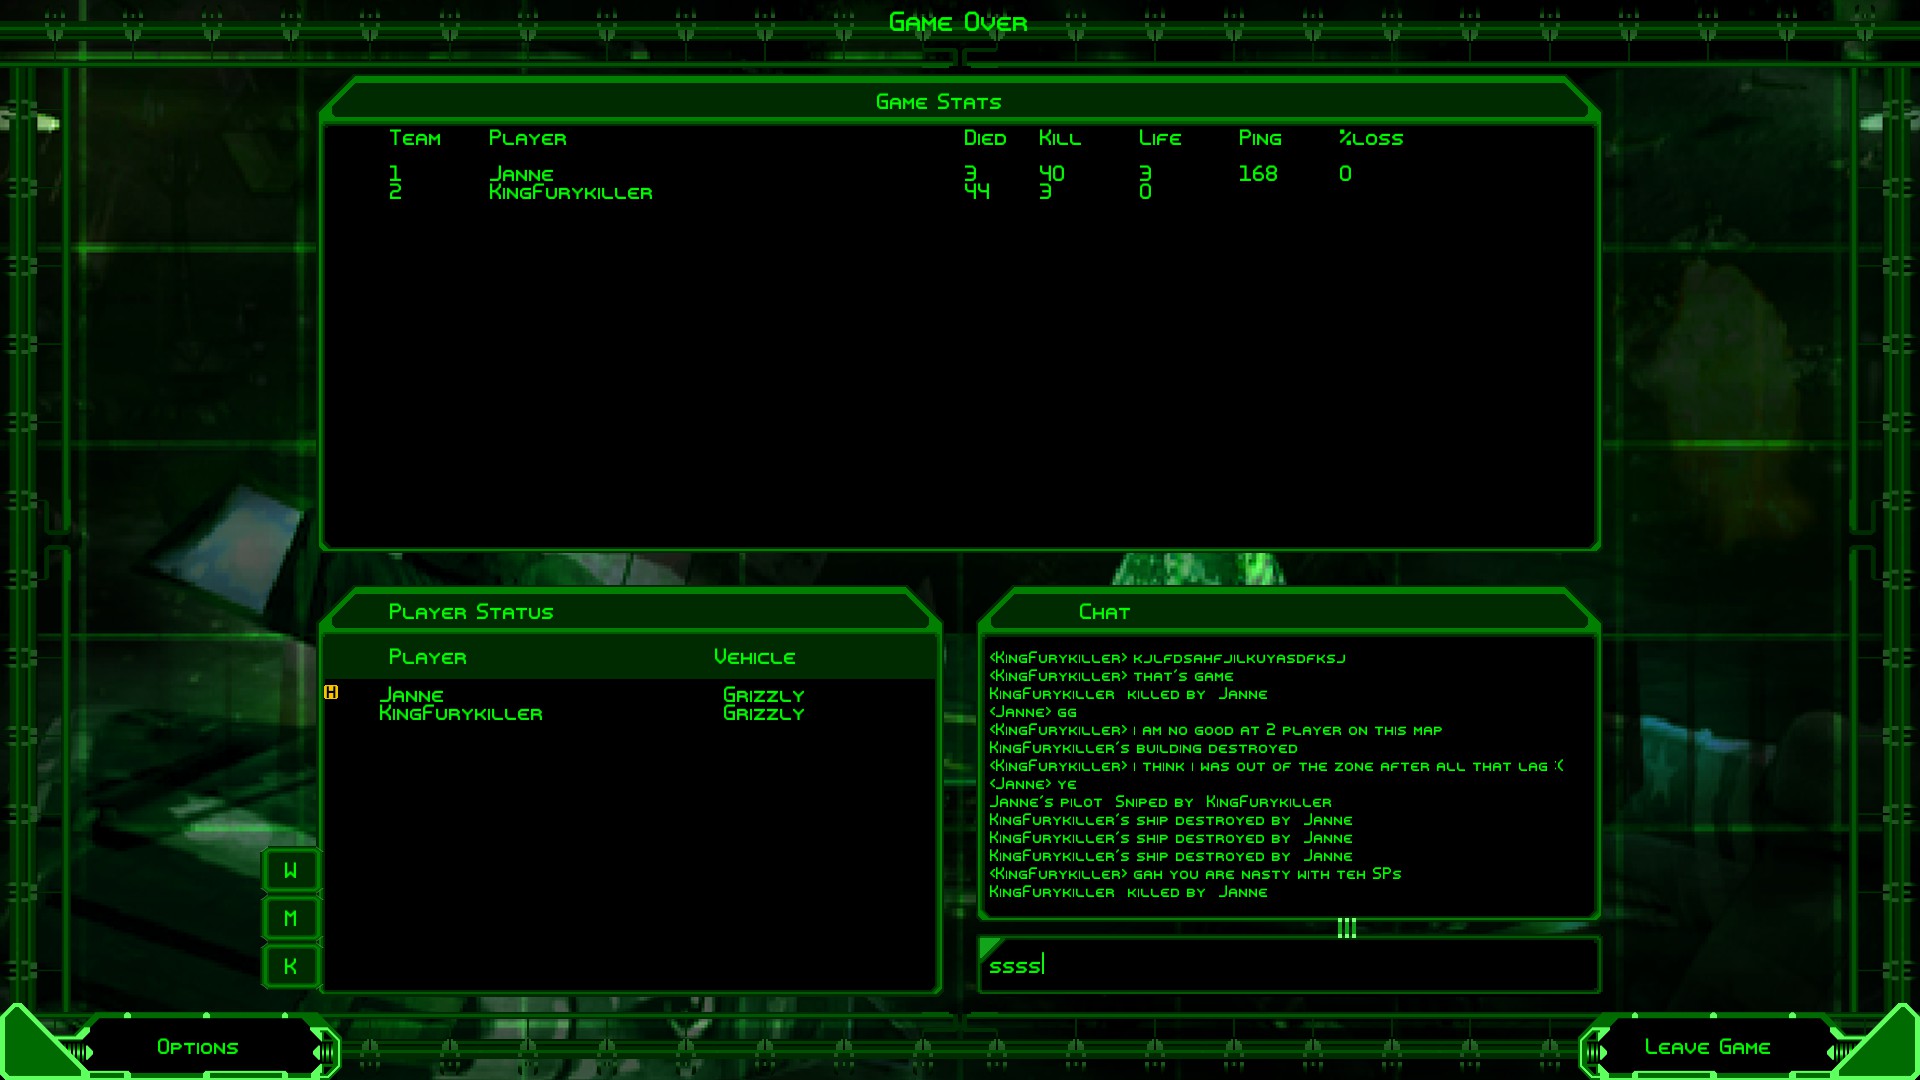 Game Over
Game Stats
Team Player Died Kill Life Ping %loss
1 Janne 3 40 3 168 0
2 KingFurykiller 44 3 0
Player Status
Player Vehicle
H Janne Grizzly
KingFurykiller Grizzly
W
M
K
Chat
<KingFurykiller> kjlfdsahfjilkuyasdfksj
<KingFurykiller> that's game
KingFurykiller killed by Janne
<Janne> gg
<KingFurykiller> i am no good at 2 player on this map
KingFurykiller's building destroyed
<KingFurykiller> i think i was out of the zone after all that lag :(
<Janne> ye
Janne's pilot Sniped by KingFurykiller
KingFurykiller's ship destroyed by Janne
KingFurykiller's ship destroyed by Janne
KingFurykiller's ship destroyed by Janne
<KingFurykiller> gah you are nasty with teh SPs
KingFurykiller killed by Janne
ssss
Options
Leave Game